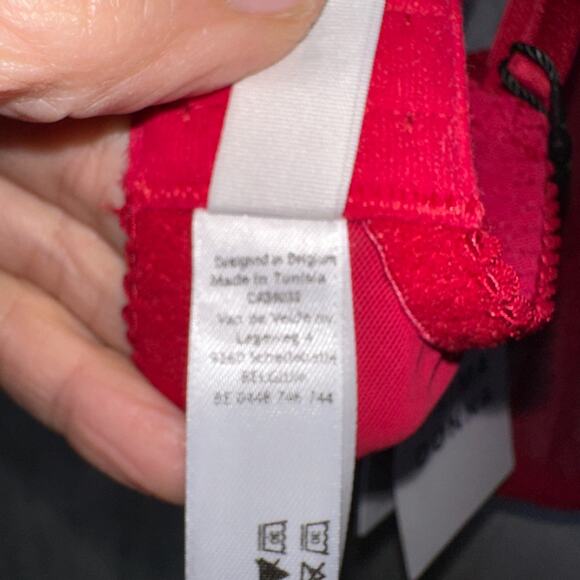 Designed in Belgium
Made in Tunisia
Van de Velde nv
Lageweg 4
9260 Schellebelle
BELGIUM
BE 0448 746 744